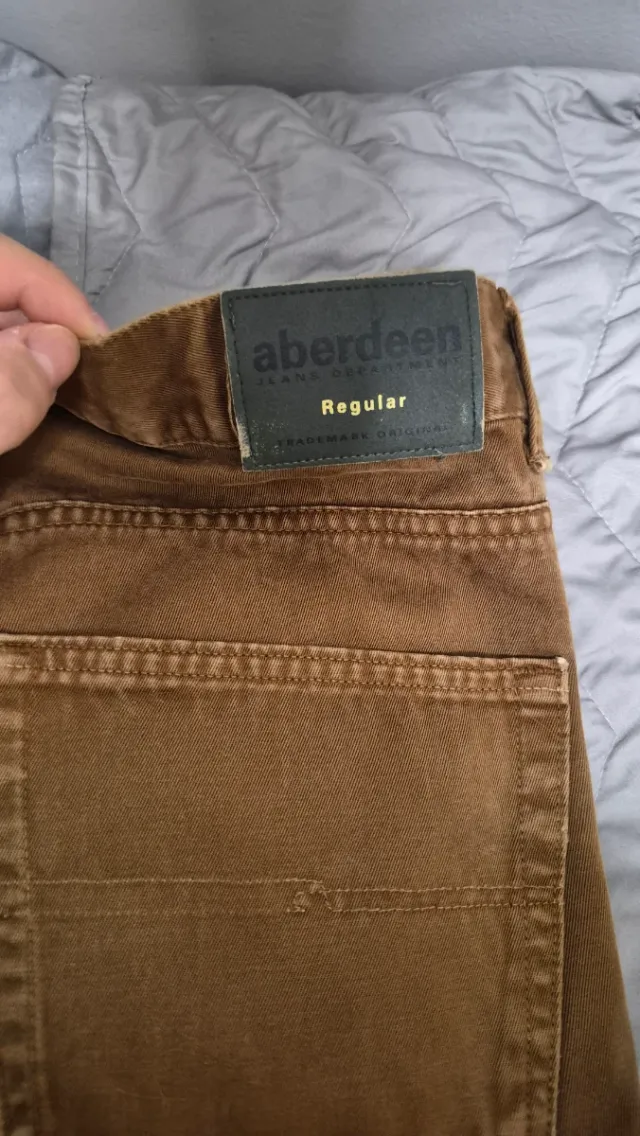 aberdeen
JEANS DEPARTMENT
Regular
TRADEMARK ORIGINAL